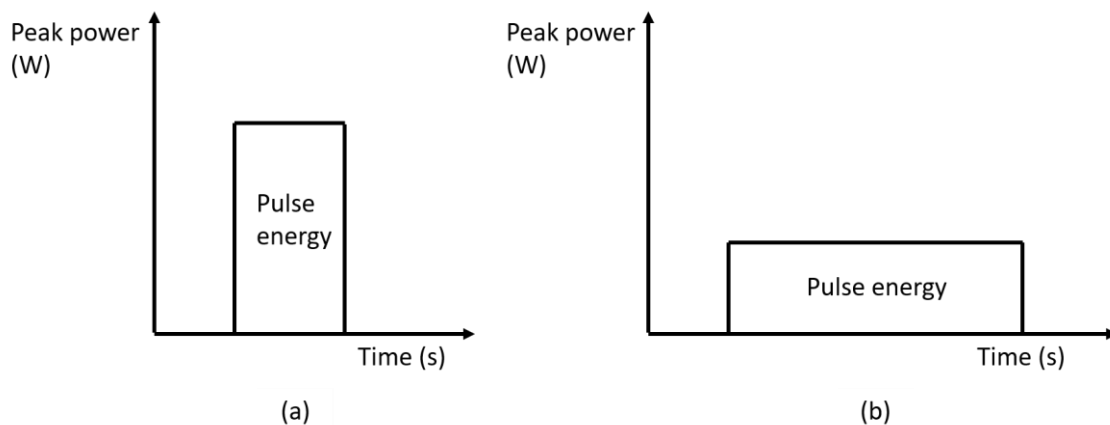 Peak power
(W)
Pulse
energy
Time (s)
(a)
Peak power
(W)
Pulse energy
Time (s)
(b)